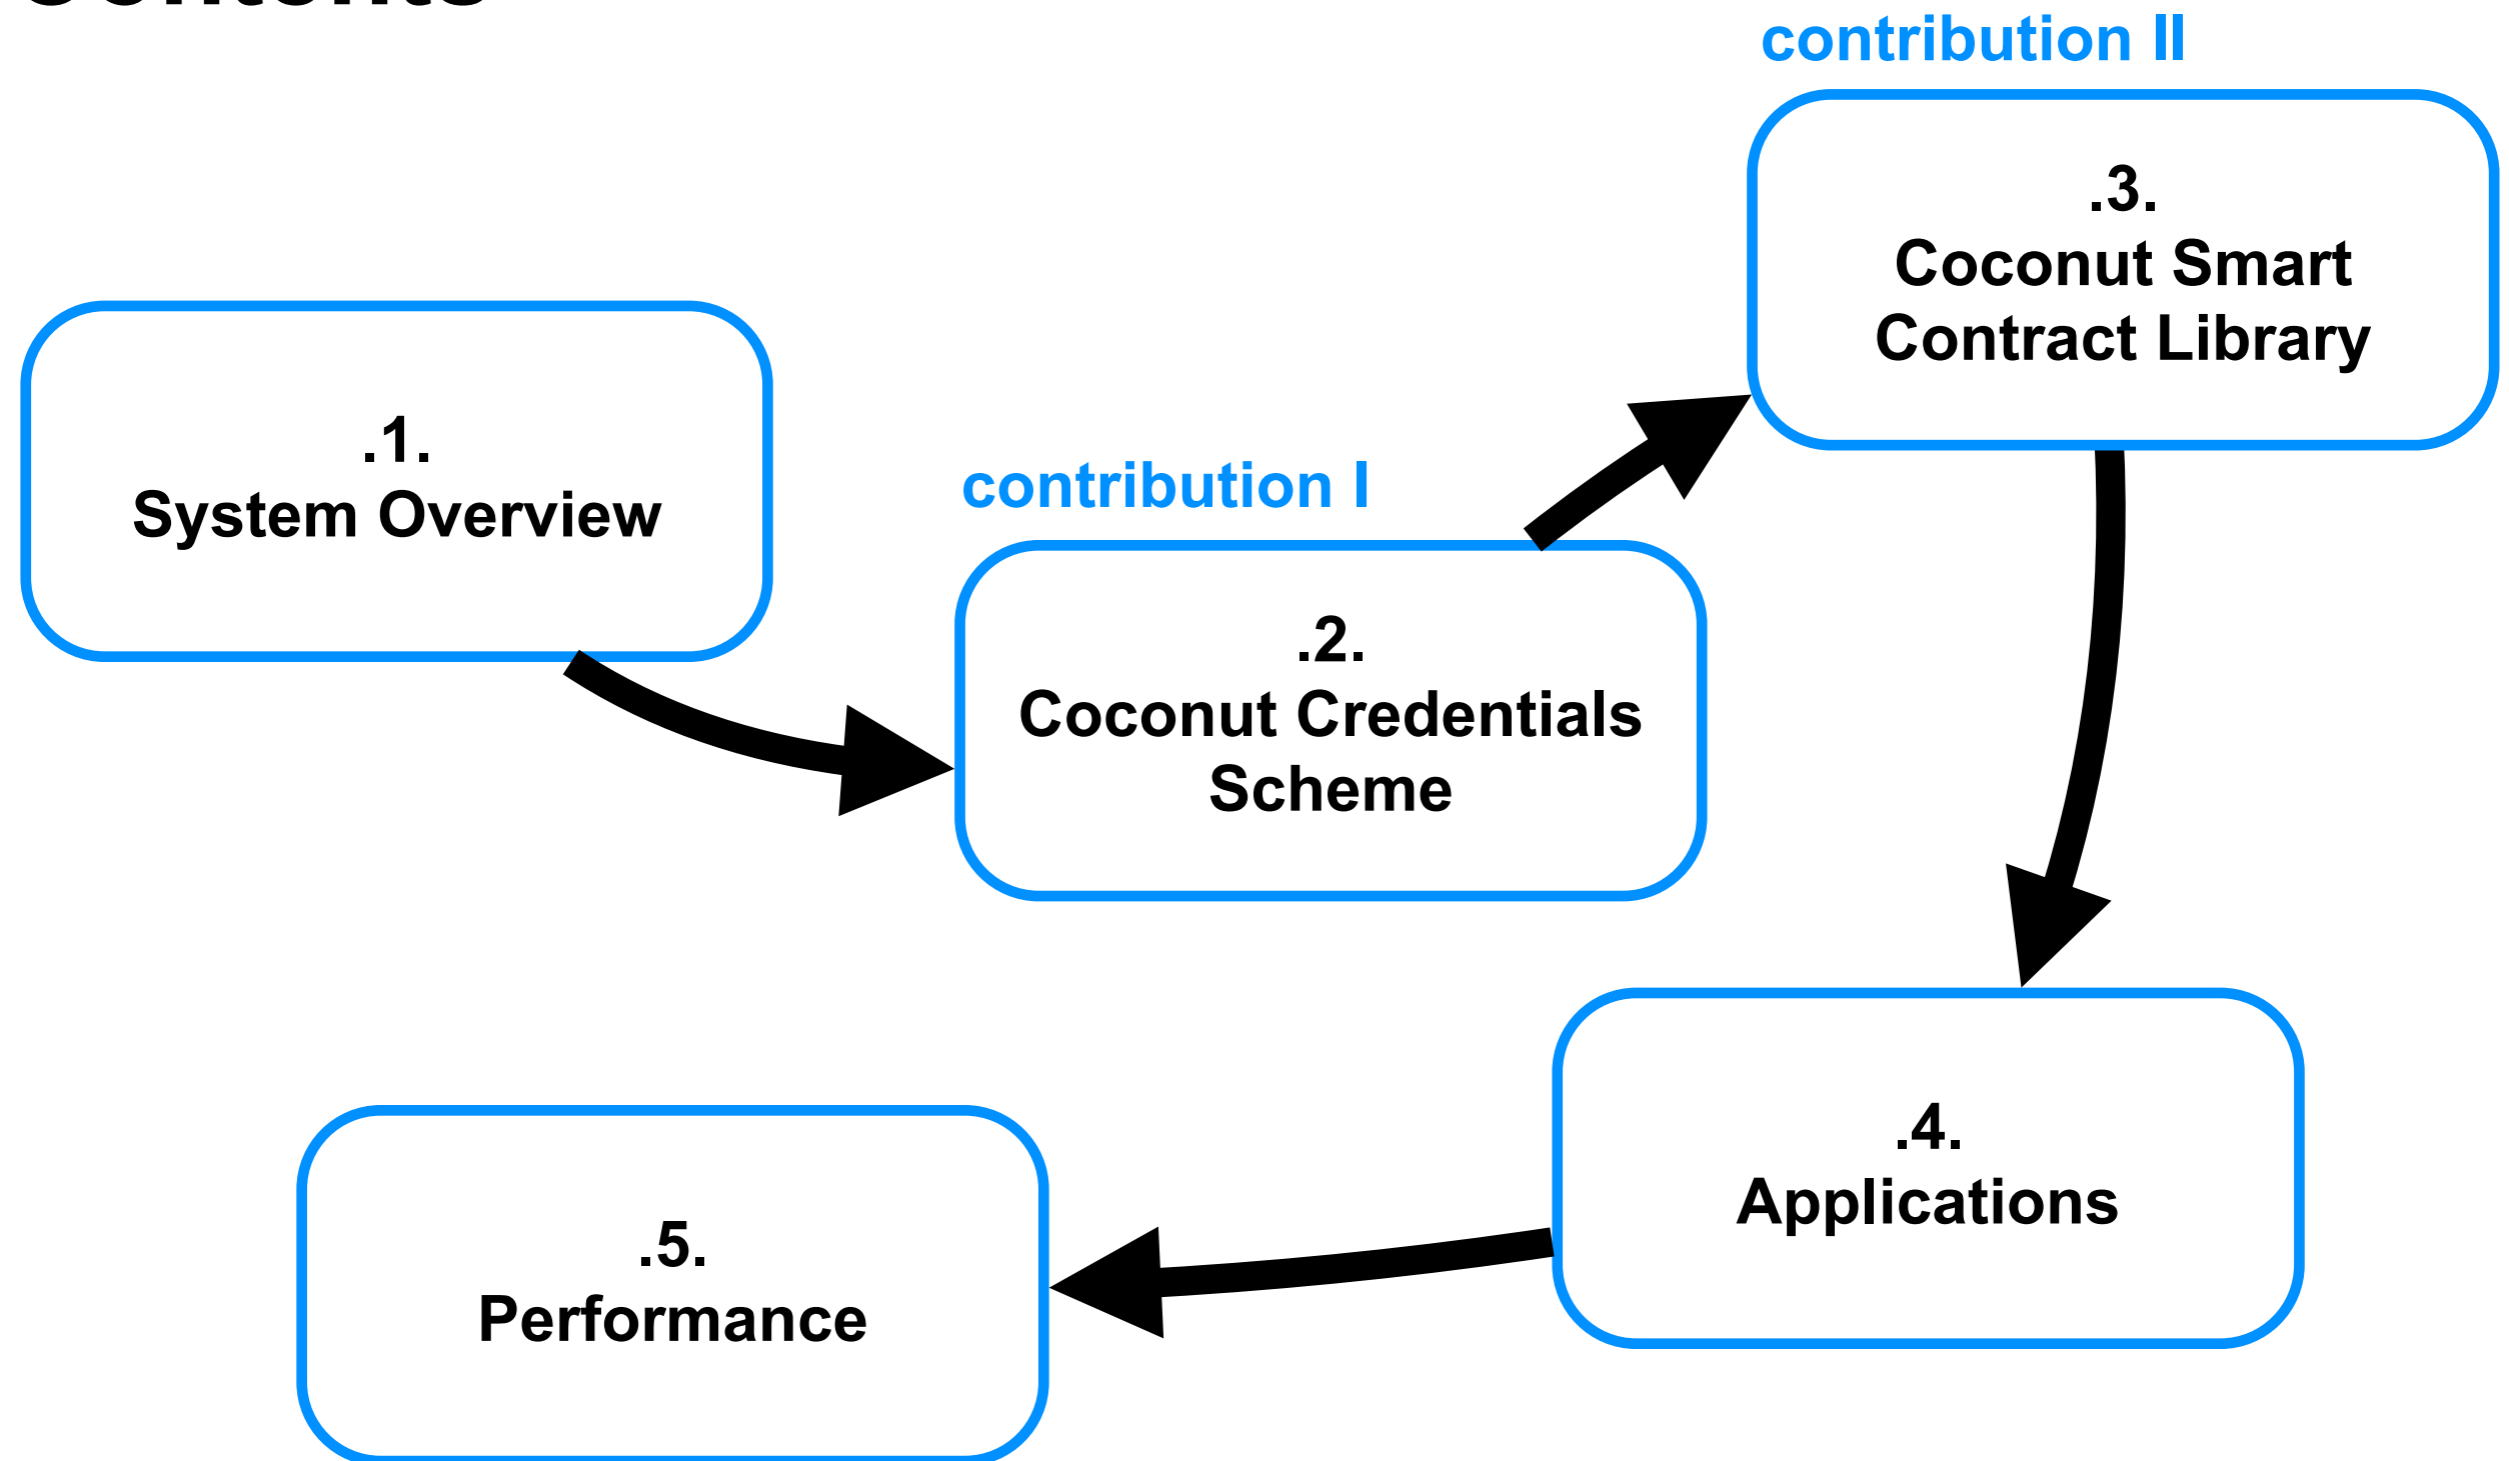 contribution II
.3.
Coconut Smart
Contract Library
.1.
System Overview
contribution I
.2.
Coconut Credentials
Scheme
.4.
Applications
.5.
Performance